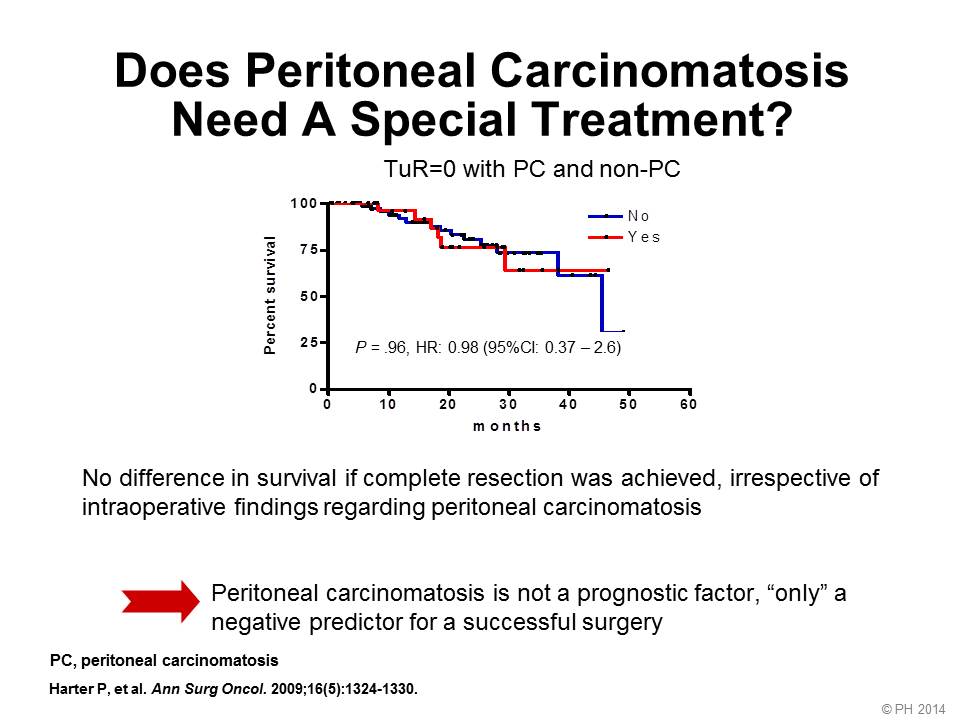 Does Peritoneal Carcinomatosis
Need A Special Treatment?
TuR=0 with PC and non-PC
100
75
50
25
0
Percent survival
No
Yes
P = .96, HR: 0.98 (95%CI: 0.37 – 2.6)
0 10 20 30 40 50 60
months
No difference in survival if complete resection was achieved, irrespective of
intraoperative findings regarding peritoneal carcinomatosis
Peritoneal carcinomatosis is not a prognostic factor, “only” a
negative predictor for a successful surgery
PC, peritoneal carcinomatosis
Harter P, et al. Ann Surg Oncol. 2009;16(5):1324-1330.
© PH 2014